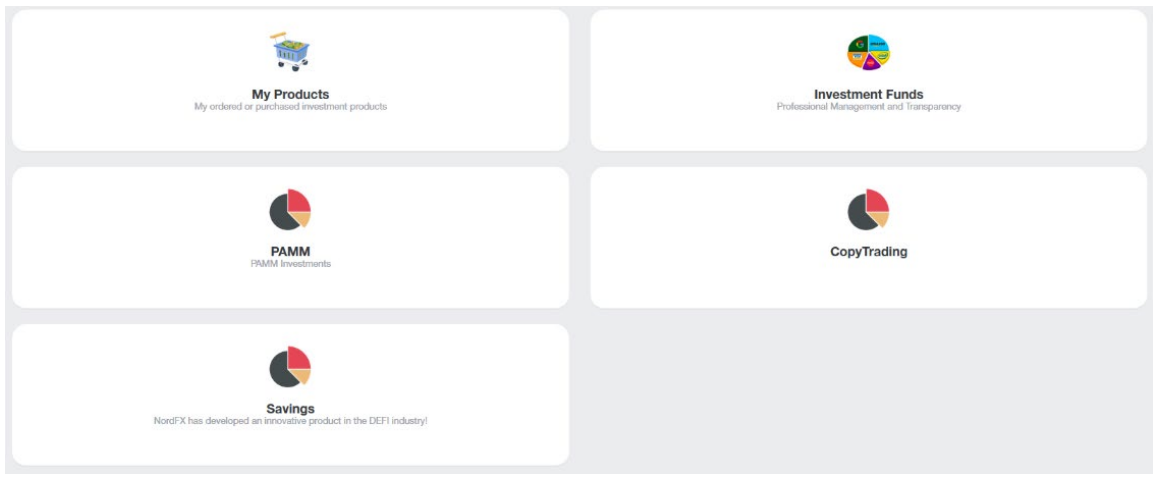 My Products
My ordered or purchased investment products
Investment Funds
Professional Management and Transparency
PAMM
PAMM Investments
CopyTrading
Savings
NordFX has developed an innovative product in the DEFI industry!